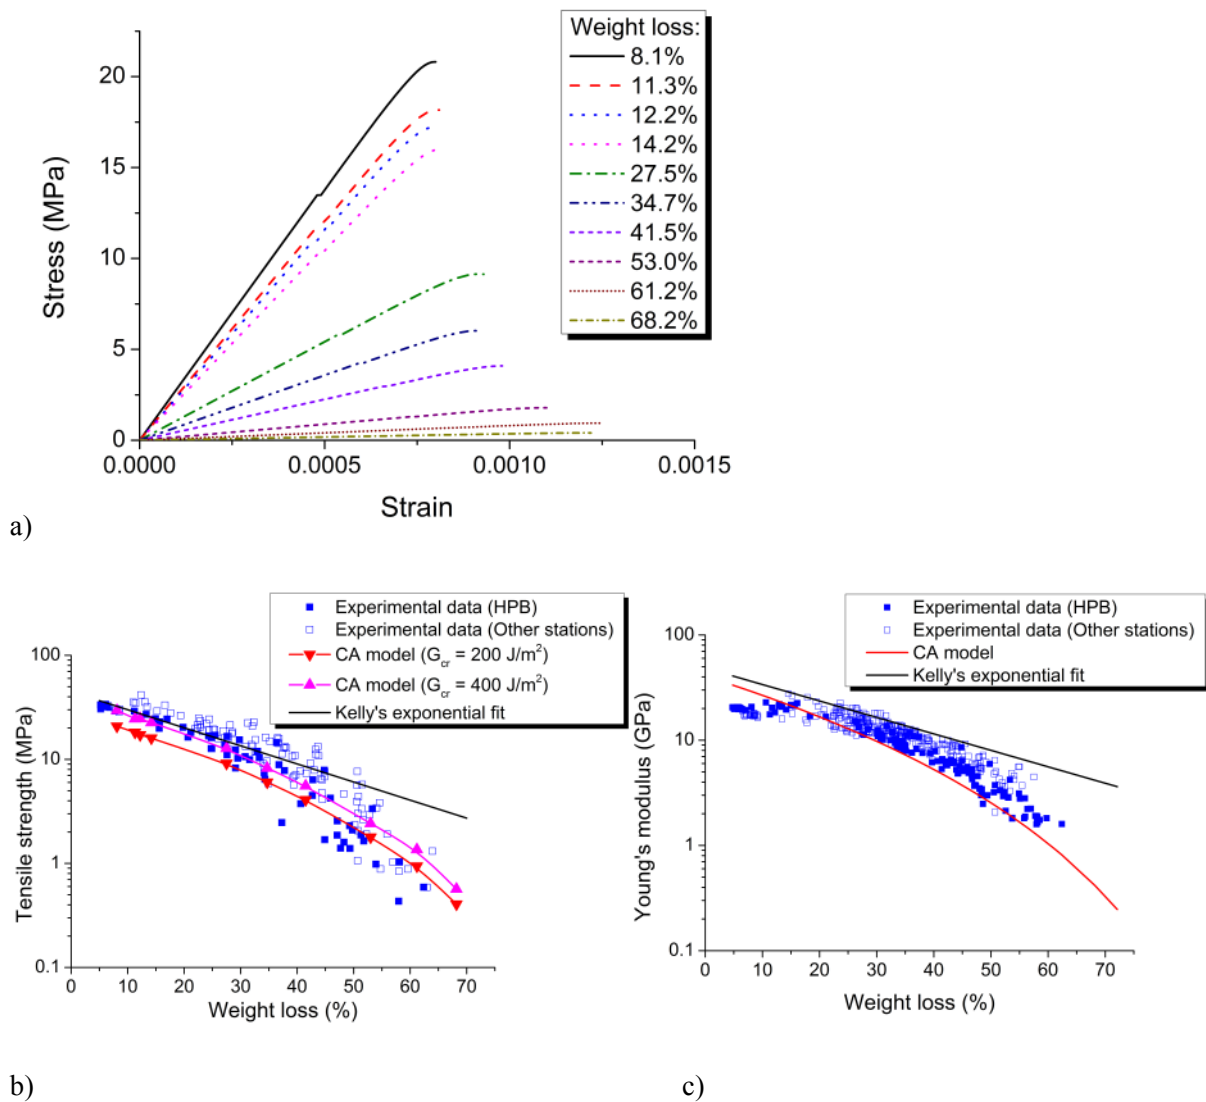 Weight loss:
8.1%
11.3%
12.2%
14.2%
27.5%
34.7%
41.5%
53.0%
61.2%
68.2%
20
15
10
5
0
Stress (MPa)
0.0000 0.0005 0.0010 0.0015
Strain
a)
Experimental data (HPB)
Experimental data (Other stations)
CA model (G_cr = 200 J/m²)
CA model (G_cr = 400 J/m²)
Kelly's exponential fit
100
10
1
0.1
Tensile strength (MPa)
0 10 20 30 40 50 60 70
Weight loss (%)
b)
Experimental data (HPB)
Experimental data (Other stations)
CA model
Kelly's exponential fit
100
10
1
0.1
Young's modulus (GPa)
0 10 20 30 40 50 60 70
Weight loss (%)
c)